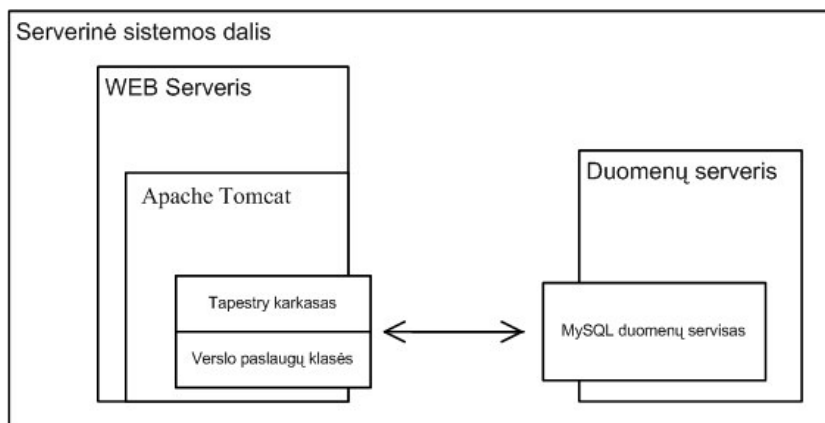 Serverinė sistemos dalis
WEB Serveris
Apache Tomcat
Tapestry karkasas
Verslo paslaugų klasės
Duomenų serveris
MySQL duomenų servisas